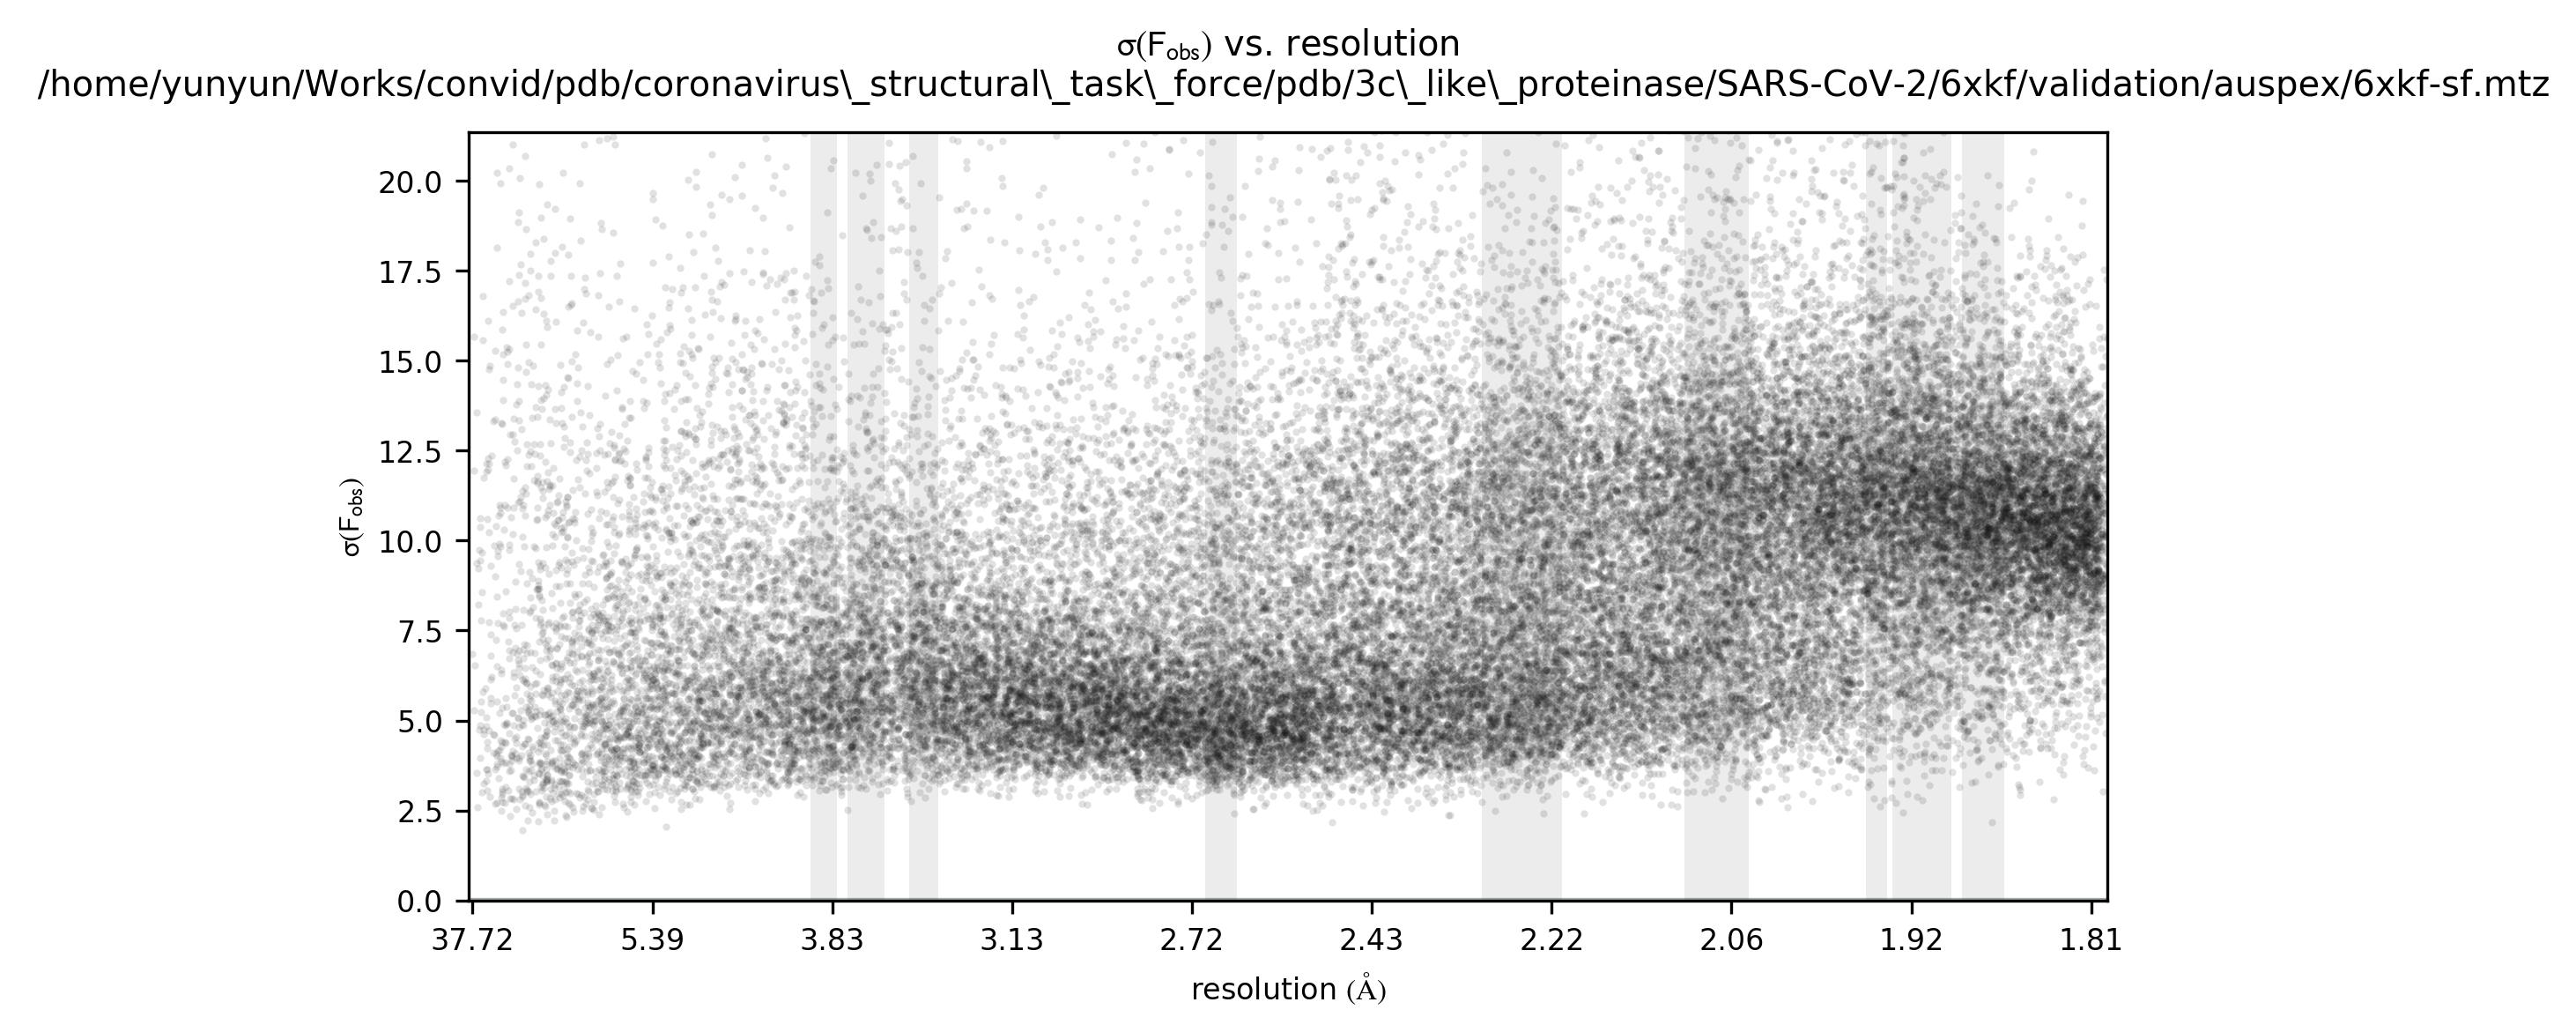 σ(Fobs) vs. resolution
/home/yunyun/Works/convid/pdb/coronavirus\_structural\_task\_force/pdb/3c\_like\_proteinase/SARS-CoV-2/6xkf/validation/auspex/6xkf-sf.mtz
20.0
17.5
15.0
12.5
10.0
7.5
5.0
2.5
0.0
σ(Fobs)
37.72 5.39 3.83 3.13 2.72 2.43 2.22 2.06 1.92 1.81
resolution (Å)